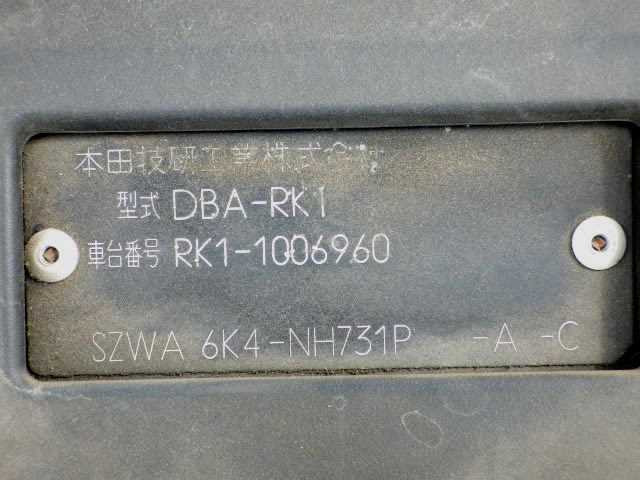 本田技研工業株式会社
型式 DBA-RK1
車台番号 RK1-1006960
SZWA 6K4-NH731P -A -C